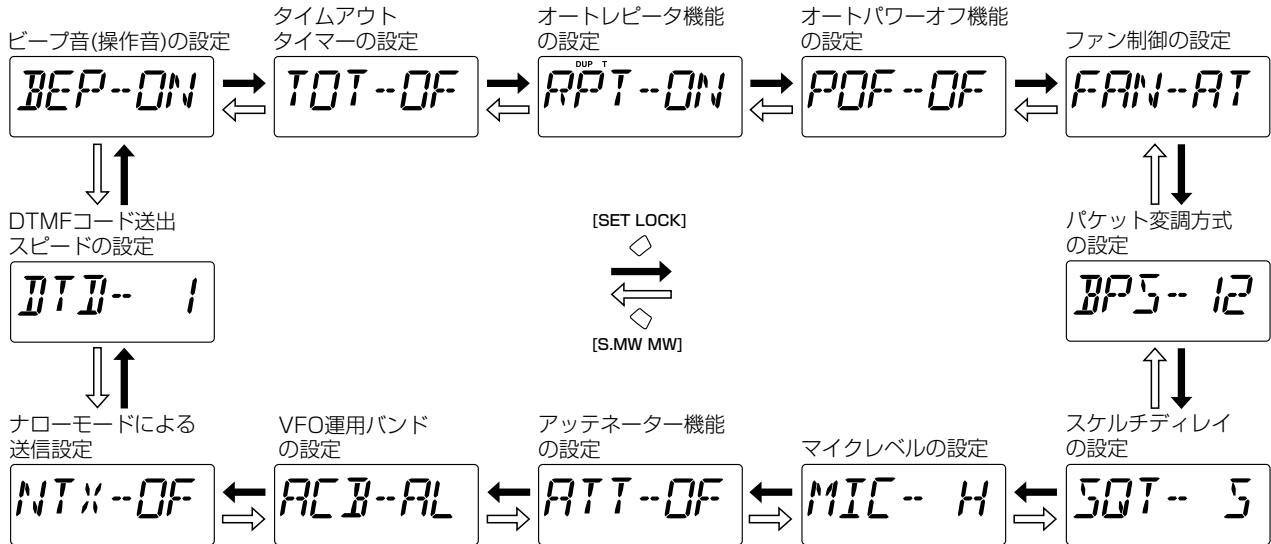 ビープ音(操作音)の設定
BEP-ON
タイムアウト
タイマーの設定
TOT-OF
オートレピータ機能
の設定
DUP T
RPT-ON
オートパワーオフ機能
の設定
POF-OF
ファン制御の設定
FAN-AT
DTMFコード送出
スピードの設定
DTD- 1
[SET LOCK]
[S.MW MW]
パケット変調方式
の設定
BPS- 12
ナローモードによる
送信設定
NTX-OF
VFO運用バンド
の設定
ACB-AL
アッテネーター機能
の設定
ATT-OF
マイクレベルの設定
MIC- H
スケルチディレイ
の設定
SQT- S